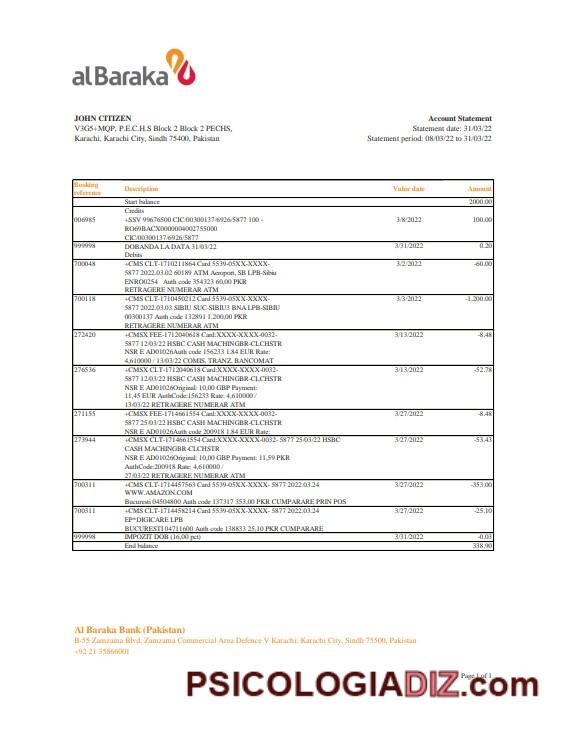 al Baraka
JOHN CITIZEN
V3G5+MQP, P.E.C.H.S Block 2 Block 2 PECHS,
Karachi, Karachi City, Sindh 75400, Pakistan
Account Statement
Statement date: 31/03/22
Statement period: 08/03/22 to 31/03/22
Booking reference Description Value date Amount
Start balance 2000.00
Credits
006985 +SSV 99676500 CIC/00300137/6926/5877 100 - 3/8/2022 100.00
RO69BACX0000004002755000
CIC/00300137/6926/5877
999998 DOBANDA LA DATA 31/03/22 3/31/2022 0.20
Debits
700048 +CMS CLT-1710211864 Card 5539-05XX-XXXX- 3/2/2022 -60.00
5877 2022.03.02 60189 ATM Aeroport, SB LPB-Sibiu
ENRO0254 Auth code 354323 60,00 PKR
RETRAGERE NUMERAR ATM
700118 +CMS CLT-1710450212 Card 5539-05XX-XXXX- 3/3/2022 -1,200.00
5877 2022.03.03 SIBIU SUC-SIBIU3 BNA LPB-SIBIU
00300137 Auth code 132891 1.200,00 PKR
RETRAGERE NUMERAR ATM
272420 +CMSX FEE-1712040618 Card:XXXX-XXXX-0032- 3/13/2022 -8.48
5877 12/03/22 HSBC CASH MACHINGBR-CLCHSTR
NSR E AD01026Auth code 156233 1.84 EUR Rate:
4,610000 / 13/03/22 COMIS. TRANZ. BANCOMAT
276536 +CMSX CLT-1712040618 Card:XXXX-XXXX-0032- 3/13/2022 -52.78
5877 12/03/22 HSBC CASH MACHINGBR-CLCHSTR
NSR E AD01026Original: 10,00 GBP Payment:
11,45 EUR AuthCode:156233 Rate: 4,610000 /
13/03/22 RETRAGERE NUMERAR ATM
271155 +CMSX FEE-1714661554 Card:XXXX-XXXX-0032- 3/27/2022 -8.48
5877 25/03/22 HSBC CASH MACHINGBR-CLCHSTR
NSR E AD01026Auth code 200918 1.84 EUR Rate:
273944 +CMSX CLT-1714661554 Card:XXXX-XXXX-0032- 5877 25/03/22 HSBC 3/27/2022 -53.43
CASH MACHINGBR-CLCHSTR
NSR E AD01026Original: 10,00 GBP Payment: 11,59 PKR
AuthCode:200918 Rate: 4,610000 /
27/03/22 RETRAGERE NUMERAR ATM
700311 +CMS CLT-1714457563 Card 5539-05XX-XXXX- 5877 2022.03.24 3/27/2022 -353.00
WWW.AMAZON.COM
Bucuresti 04504800 Auth code 137317 353,00 PKR CUMPARARE PRIN POS
700311 +CMS CLT-1714458214 Card 5539-05XX-XXXX- 5877 2022.03.24 3/27/2022 -25.10
EP*DIGICARE LPB
BUCURESTI 04711600 Auth code 138833 25,10 PKR CUMPARARE
999998 IMPOZIT DOB (16,00 pct) 3/31/2022 -0.03
End balance 338.90
Al Baraka Bank (Pakistan)
B-55 Zamzama Blvd, Zamzama Commercial Area Defence V Karachi, Karachi City, Sindh 75500, Pakistan
+92 21 35866001
Page 1 of 1
PSICOLOGIADIZ.com